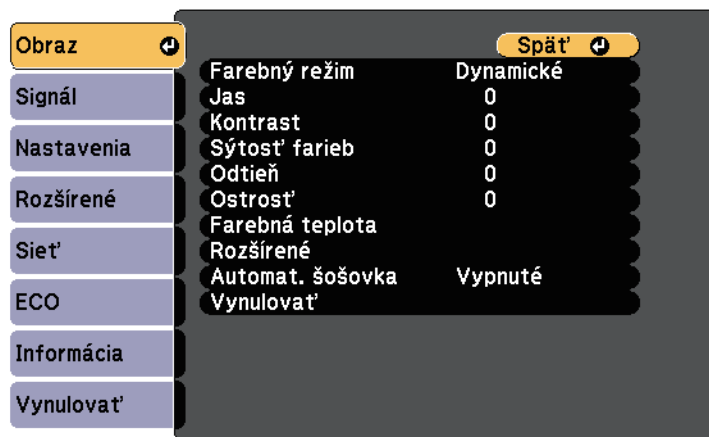 Obraz
Signál
Nastavenia
Rozšírené
Sieť
ECO
Informácia
Vynulovať
Späť
Farebný režim Dynamické
Jas 0
Kontrast 0
Sýtosť farieb 0
Odtieň 0
Ostrosť 0
Farebná teplota
Rozšírené
Automat. šošovka Vypnuté
Vynulovať